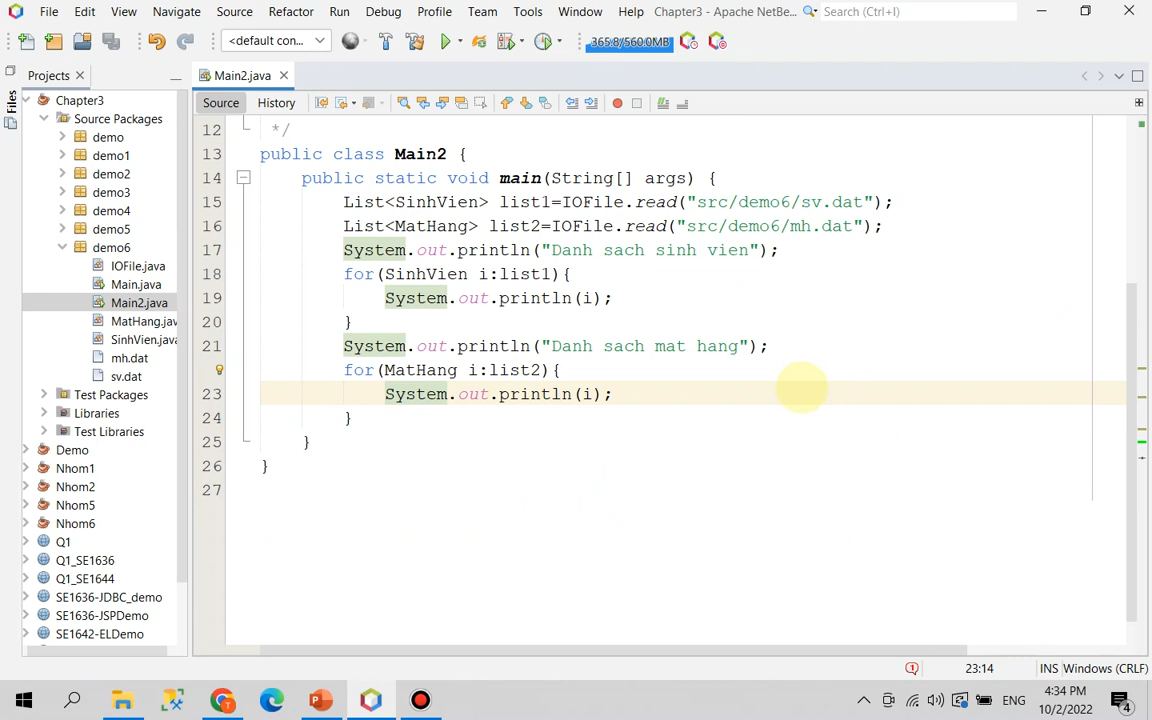 File Edit View Navigate Source Refactor Run Debug Profile Team Tools Window Help Chapter3 - Apache NetBe... Search (Ctrl+I)
<default con... 365.8/560.0MB
Files
Projects
Main2.java
Source History
Chapter3
Source Packages
demo
demo1
demo2
demo3
demo4
demo5
demo6
IOFile.java
Main.java
Main2.java
MatHang.jav
SinhVien.java
mh.dat
sv.dat
Test Packages
Libraries
Test Libraries
Demo
Nhom1
Nhom2
Nhom5
Nhom6
Q1
Q1_SE1636
Q1_SE1644
SE1636-JDBC_demo
SE1636-JSPDemo
SE1642-ELDemo
12 */
13 public class Main2 {
14 public static void main(String[] args) {
15 List<SinhVien> list1=IOFile.read("src/demo6/sv.dat");
16 List<MatHang> list2=IOFile.read("src/demo6/mh.dat");
17 System.out.println("Danh sach sinh vien");
18 for(SinhVien i:list1){
19 System.out.println(i);
20 }
21 System.out.println("Danh sach mat hang");
for(MatHang i:list2){
23 System.out.println(i);
24 }
25 }
26 }
27
23:14 INS Windows (CRLF)
ENG
4:34 PM
10/2/2022
4